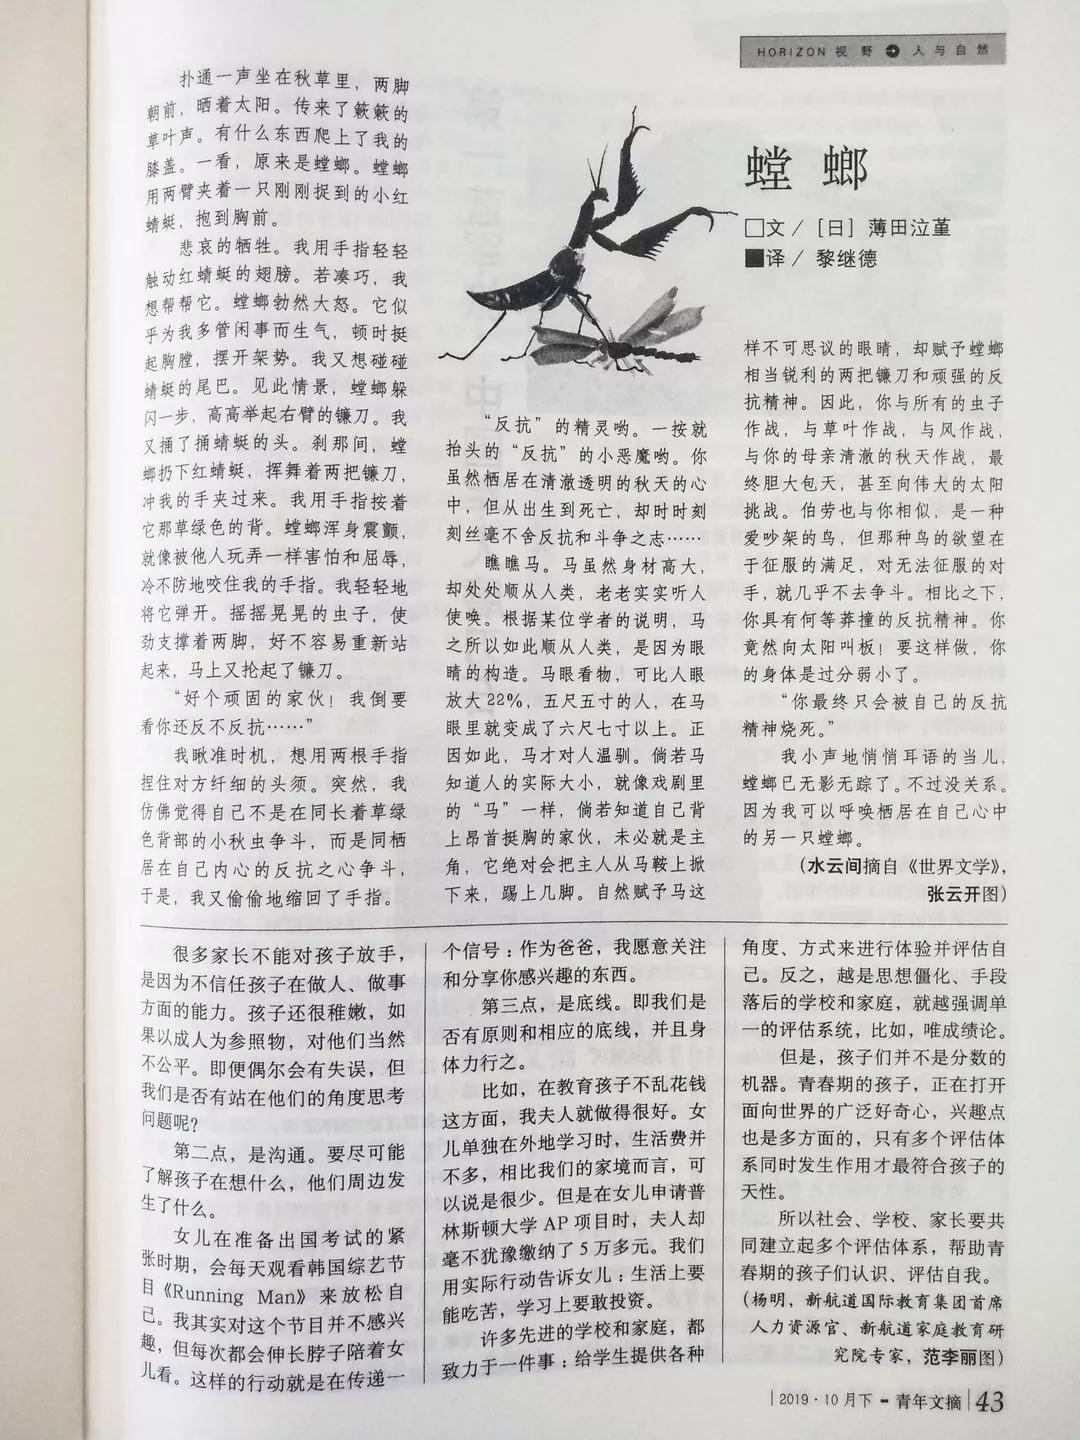 HORIZON 视野 人与自然
螳螂
□文／［日］薄田泣堇
■译／黎继德
扑通一声坐在秋草里，两脚
朝前，晒着太阳。传来了簌簌的
草叶声。有什么东西爬上了我的
膝盖。一看，原来是螳螂。螳螂
用两臂夹着一只刚刚捉到的小红
蜻蜓，抱到胸前。
悲哀的牺牲。我用手指轻轻
触动红蜻蜓的翅膀。若凑巧，我
想帮帮它。螳螂勃然大怒。它似
乎为我多管闲事而生气，顿时挺
起胸膛，摆开架势。我又想碰碰
蜻蜓的尾巴。见此情景，螳螂躲
闪一步，高高举起右臂的镰刀。我
又捅了捅蜻蜓的头。刹那间，螳
螂扔下红蜻蜓，挥舞着两把镰刀，
冲我的手夹过来。我用手指按着
它那草绿色的背。螳螂浑身震颤，
就像被他人玩弄一样害怕和屈辱，
冷不防地咬住我的手指。我轻轻地
将它弹开。摇摇晃晃的虫子，使
劲支撑着两脚，好不容易重新站
起来，马上又抡起了镰刀。
“好个顽固的家伙！我倒要
看你还反不反抗……”
我瞅准时机，想用两根手指
捏住对方纤细的头须。突然，我
仿佛觉得自己不是在同长着草绿
色背部的小秋虫争斗，而是同栖
居在自己内心的反抗之心争斗，
于是，我又偷偷地缩回了手指。
“反抗”的精灵哟。一按就
抬头的“反抗”的小恶魔哟。你
虽然栖居在清澈透明的秋天的心
中，但从出生到死亡，却时时刻
刻丝毫不舍反抗和斗争之志……
瞧瞧马。马虽然身材高大，
却处处顺从人类，老老实实听人
使唤。根据某位学者的说明，马
之所以如此顺从人类，是因为眼
睛的构造。马眼看物，可比人眼
放大22%，五尺五寸的人，在马
眼里就变成了六尺七寸以上。正
因如此，马才对人温驯。倘若马
知道人的实际大小，就像戏剧里
的“马”一样，倘若知道自己背
上昂首挺胸的家伙，未必就是主
角，它绝对会把主人从马鞍上掀
下来，踢上几脚。自然赋予马这
样不可思议的眼睛，却赋予螳螂
相当锐利的两把镰刀和顽强的反
抗精神。因此，你与所有的虫子
作战，与草叶作战，与风作战，
与你的母亲清澈的秋天作战，最
终胆大包天，甚至向伟大的太阳
挑战。伯劳也与你相似，是一种
爱吵架的鸟，但那种鸟的欲望在
于征服的满足，对无法征服的对
手，就几乎不去争斗。相比之下，
你具有何等莽撞的反抗精神。你
竟然向太阳叫板！要这样做，你
的身体是过分弱小了。
“你最终只会被自己的反抗
精神烧死。”
我小声地悄悄耳语的当儿，
螳螂已无影无踪了。不过没关系。
因为我可以呼唤栖居在自己心中
的另一只螳螂。
（水云间摘自《世界文学》，
张云开图）
很多家长不能对孩子放手，
是因为不信任孩子在做人、做事
方面的能力。孩子还很稚嫩，如
果以成人为参照物，对他们当然
不公平。即便偶尔会有失误，但
我们是否有站在他们的角度思考
问题呢？
第二点，是沟通。要尽可能
了解孩子在想什么，他们周边发
生了什么。
女儿在准备出国考试的紧
张时期，会每天观看韩国综艺节
目《Running Man》来放松自
己。我其实对这个节目并不感兴
趣，但每次都会伸长脖子陪着女
儿看。这样的行动就是在传递一
个信号：作为爸爸，我愿意关注
和分享你感兴趣的东西。
第三点，是底线。即我们是
否有原则和相应的底线，并且身
体力行之。
比如，在教育孩子不乱花钱
这方面，我夫人就做得很好。女
儿单独在外地学习时，生活费并
不多，相比我们的家境而言，可
以说是很少。但是在女儿申请普
林斯顿大学AP项目时，夫人却
毫不犹豫缴纳了5万多元。我们
用实际行动告诉女儿：生活上要
能吃苦，学习上要敢投资。
许多先进的学校和家庭，都
致力于一件事：给学生提供各种
角度、方式来进行体验并评估自
己。反之，越是思想僵化、手段
落后的学校和家庭，就越强调单
一的评估系统，比如，唯成绩论。
但是，孩子们并不是分数的
机器。青春期的孩子，正在打开
面向世界的广泛好奇心，兴趣点
也是多方面的，只有多个评估体
系同时发生作用才最符合孩子的
天性。
所以社会、学校、家长要共
同建立起多个评估体系，帮助青
春期的孩子们认识、评估自我。
（杨明，新航道国际教育集团首席
人力资源官、新航道家庭教育研
究院专家，范李丽图）
2019·10月下－青年文摘 43